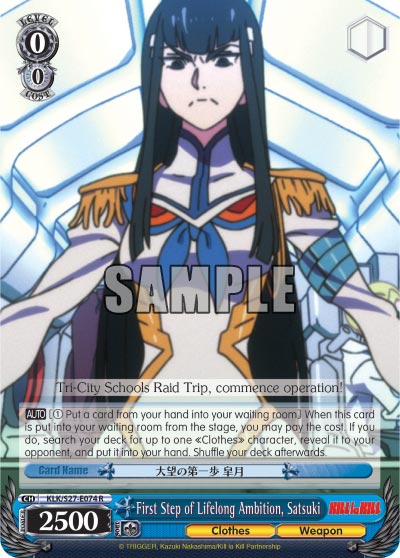 LEVEL
0
0
COST
SAMPLE
Tri-City Schools Raid Trip, commence operation!
AUTO [① Put a card from your hand into your waiting room] When this card
is put into your waiting room from the stage, you may pay the cost. If you
do, search your deck for up to one «Clothes» character, reveal it to your
opponent, and put it into your hand. Shuffle your deck afterwards.
Card Name 大望の第一歩 皐月
CH KLK/S27-E074 R
First Step of Lifelong Ambition, Satsuki KILL la KILL
POWER 2500
Clothes Weapon
© TRIGGER, Kazuki Nakashima/Kill la Kill Partnership